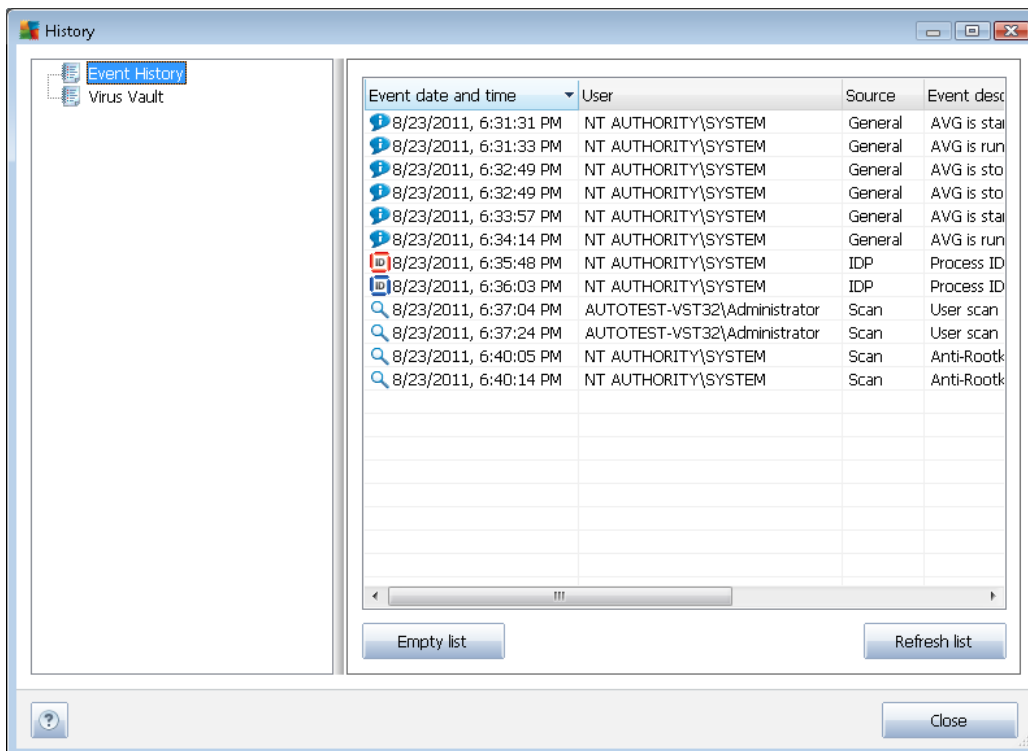 History
Event History
Virus Vault
Event date and time User Source Event desc
8/23/2011, 6:31:31 PM NT AUTHORITY\SYSTEM General AVG is star
8/23/2011, 6:31:33 PM NT AUTHORITY\SYSTEM General AVG is run
8/23/2011, 6:32:49 PM NT AUTHORITY\SYSTEM General AVG is sto
8/23/2011, 6:32:49 PM NT AUTHORITY\SYSTEM General AVG is sto
8/23/2011, 6:33:57 PM NT AUTHORITY\SYSTEM General AVG is star
8/23/2011, 6:34:14 PM NT AUTHORITY\SYSTEM General AVG is run
ID 8/23/2011, 6:35:48 PM NT AUTHORITY\SYSTEM IDP Process ID
ID 8/23/2011, 6:36:03 PM NT AUTHORITY\SYSTEM IDP Process ID
8/23/2011, 6:37:04 PM AUTOTEST-VST32\Administrator Scan User scan
8/23/2011, 6:37:24 PM AUTOTEST-VST32\Administrator Scan User scan
8/23/2011, 6:40:05 PM NT AUTHORITY\SYSTEM Scan Anti-Rootk
8/23/2011, 6:40:14 PM NT AUTHORITY\SYSTEM Scan Anti-Rootk
Empty list Refresh list
? Close